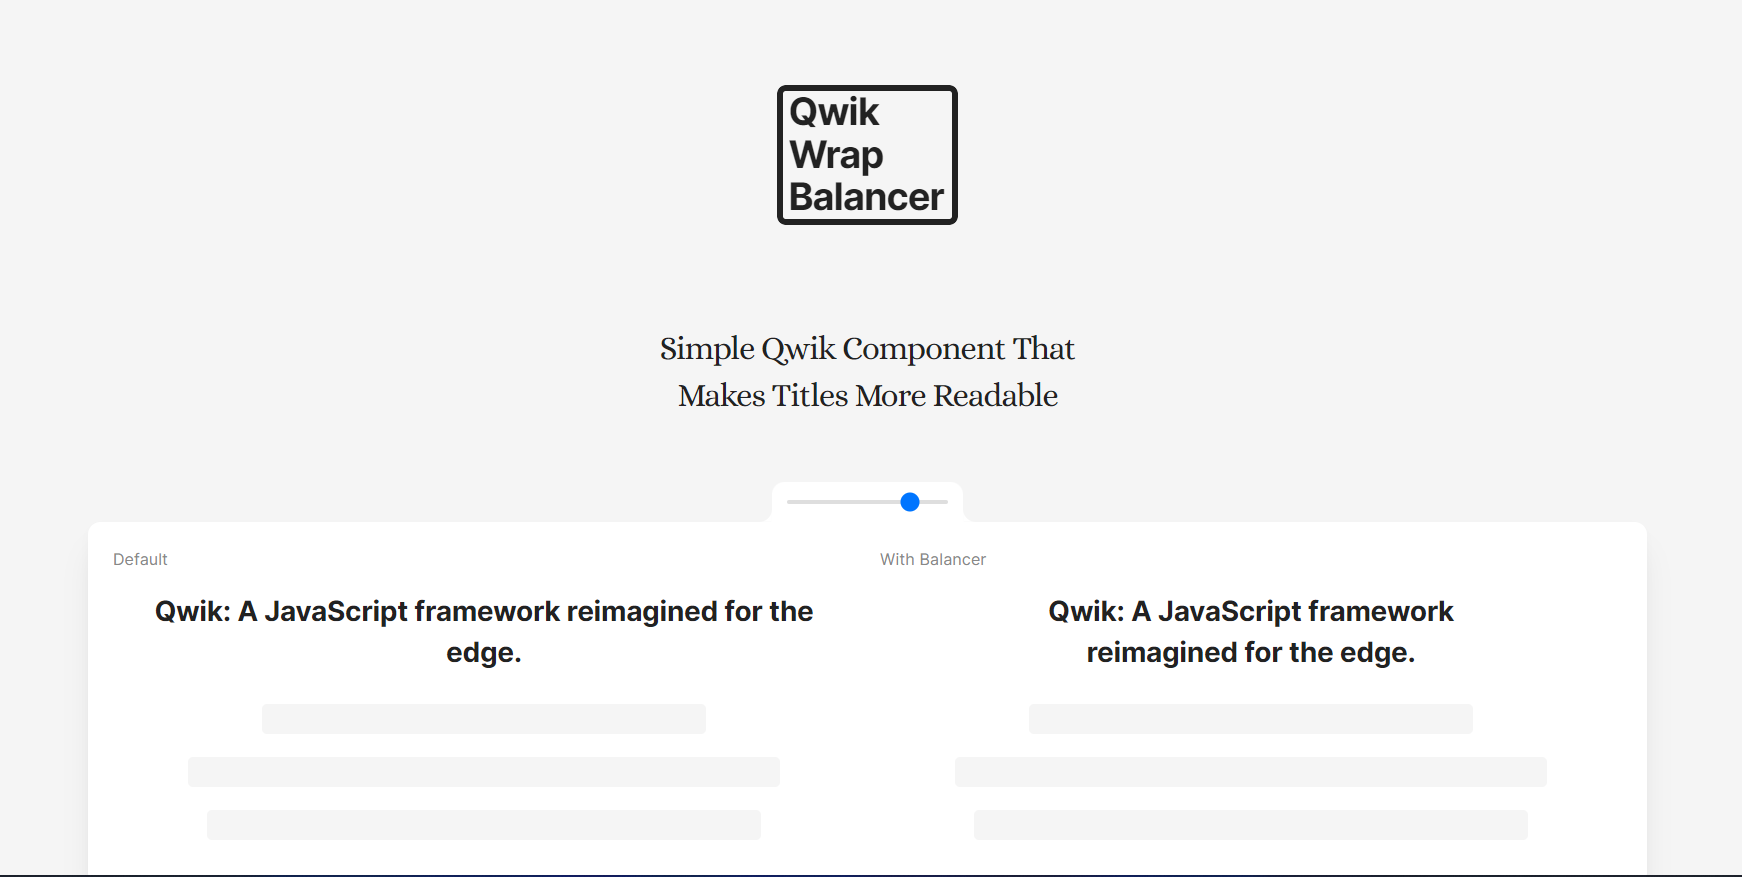 Qwik
Wrap
Balancer
Simple Qwik Component That
Makes Titles More Readable
Default
Qwik: A JavaScript framework reimagined for the
edge.
With Balancer
Qwik: A JavaScript framework
reimagined for the edge.